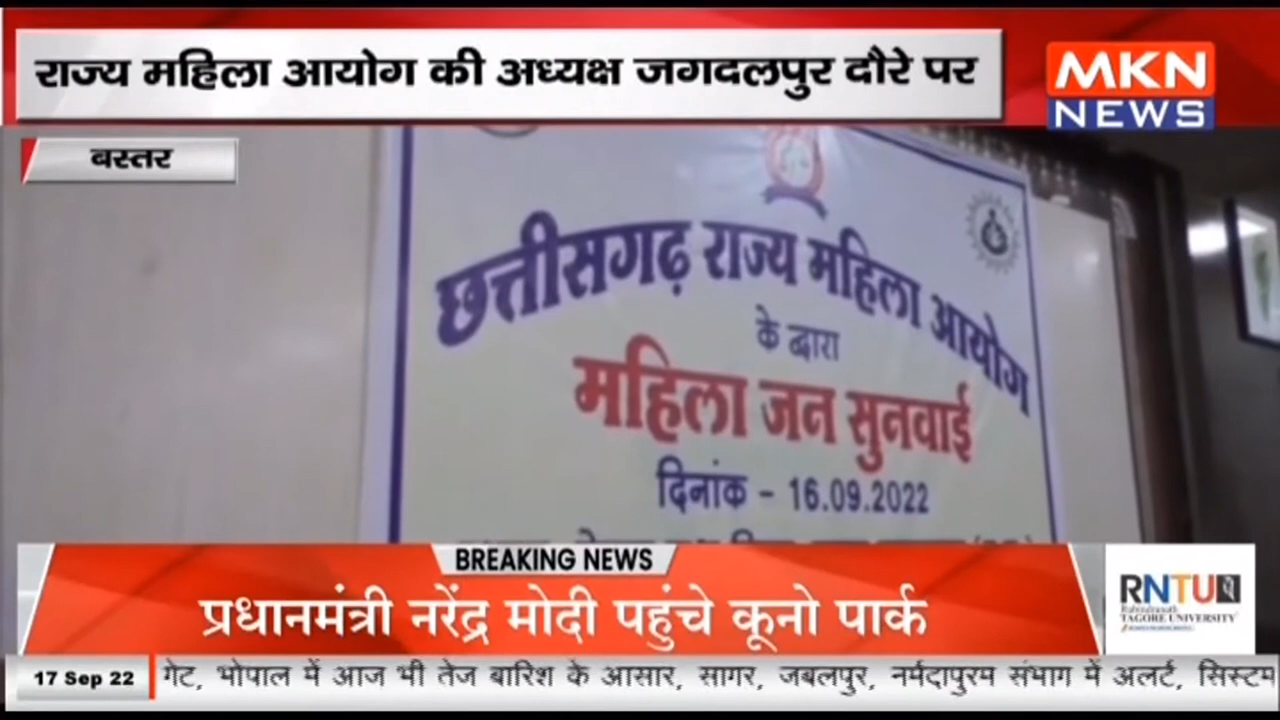 राज्य महिला आयोग की अध्यक्ष जगदलपुर दौरे पर
MKN
NEWS
बस्तर
छत्तीसगढ़ राज्य महिला आयोग
के द्वारा
महिला जन सुनवाई
दिनांक - 16.09.2022
BREAKING NEWS
प्रधानमंत्री नरेंद्र मोदी पहुंचे कूनो पार्क
RNTU
Rabindranath
TAGORE UNIVERSITY
17 Sep 22
गेट, भोपाल में आज भी तेज बारिश के आसार, सागर, जबलपुर, नर्मदापुरम संभाग में अलर्ट, सिस्टम